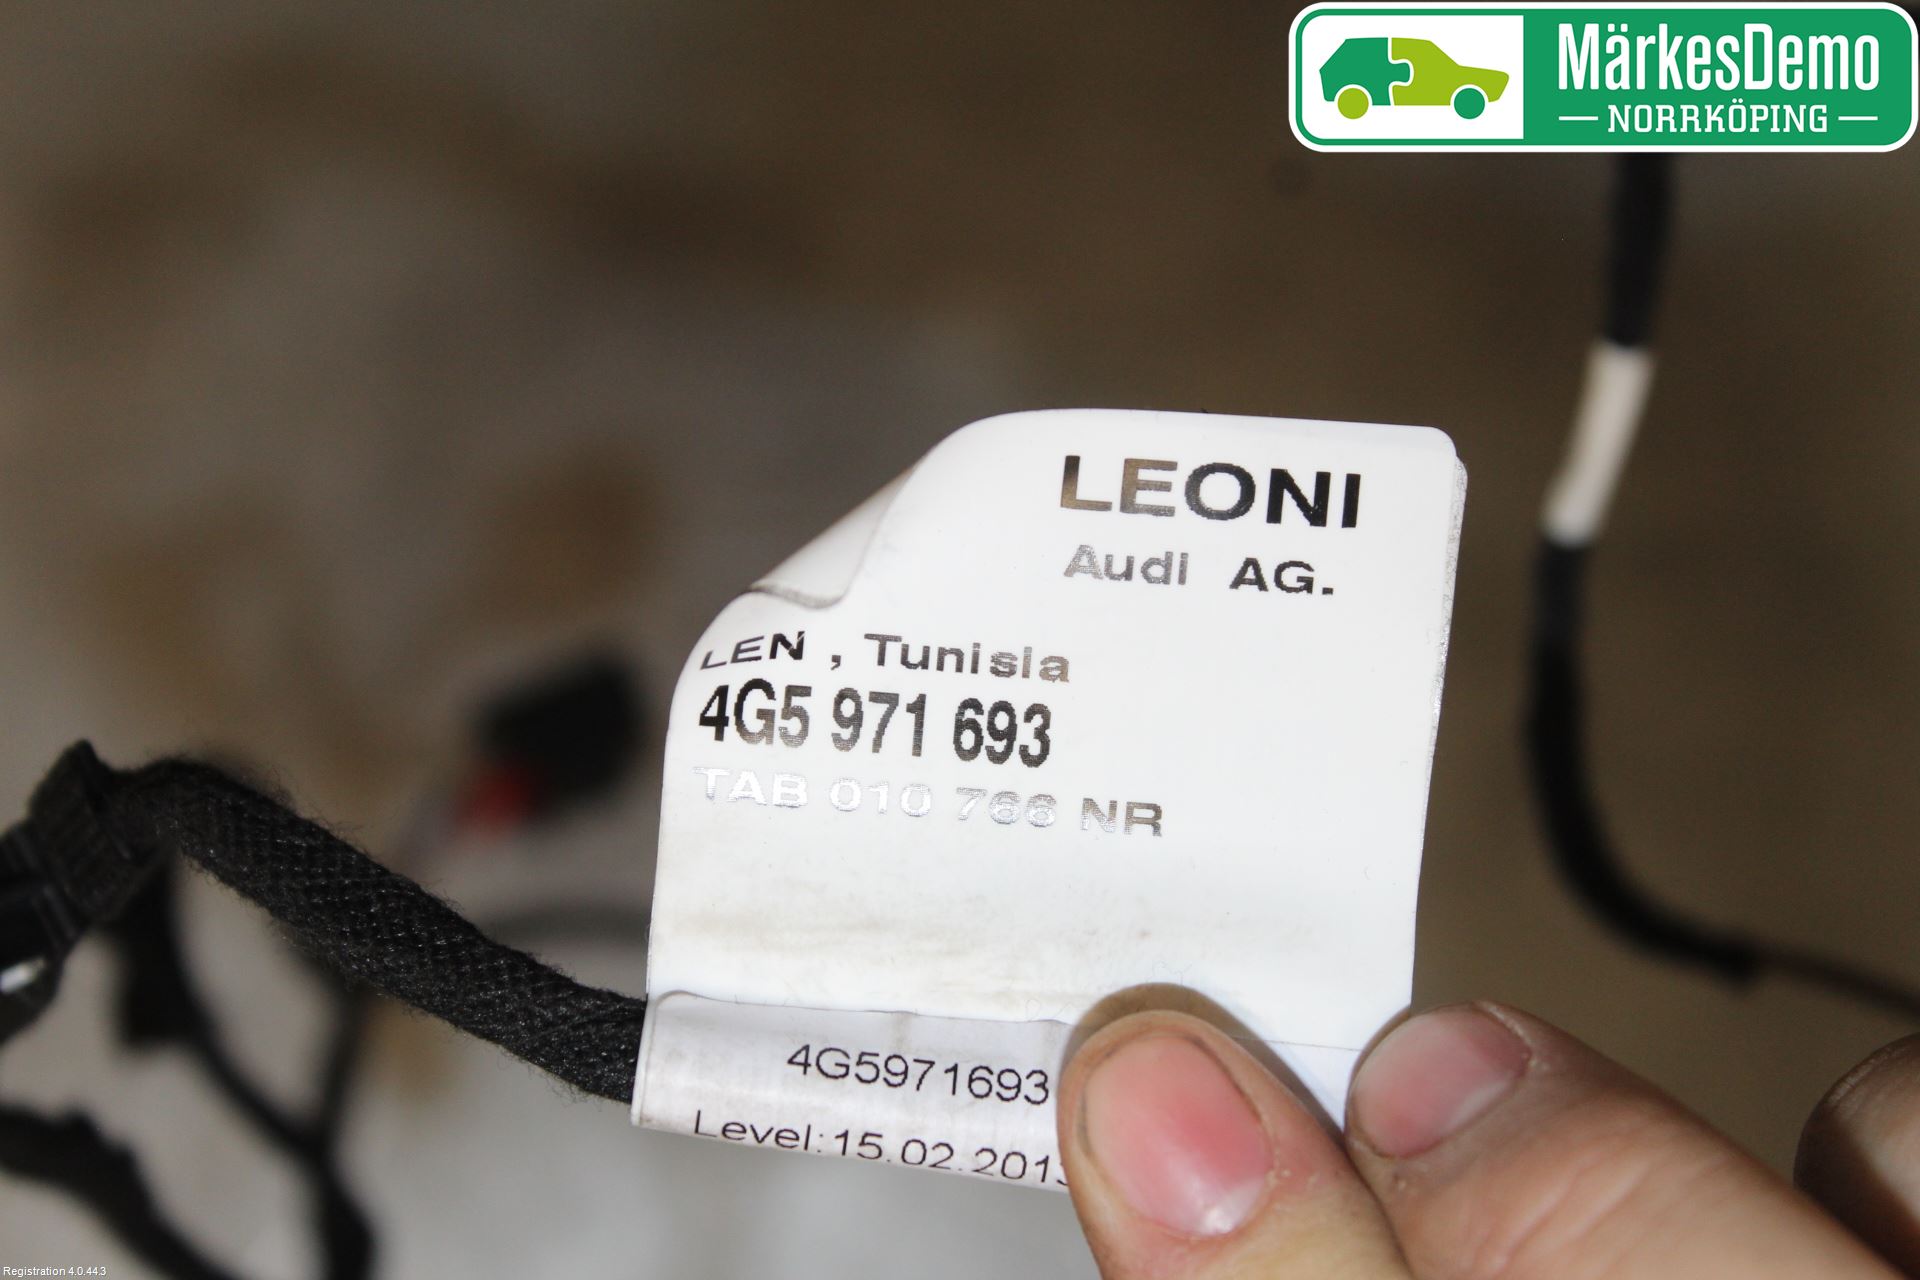 MärkesDemo
NORRKÖPING
LEONI
Audi AG.
LEN , Tunisia
4G5 971 693
TAB 010 766 NR
4G5971693
Level:15.02.2013
Registration 4.0.44.3